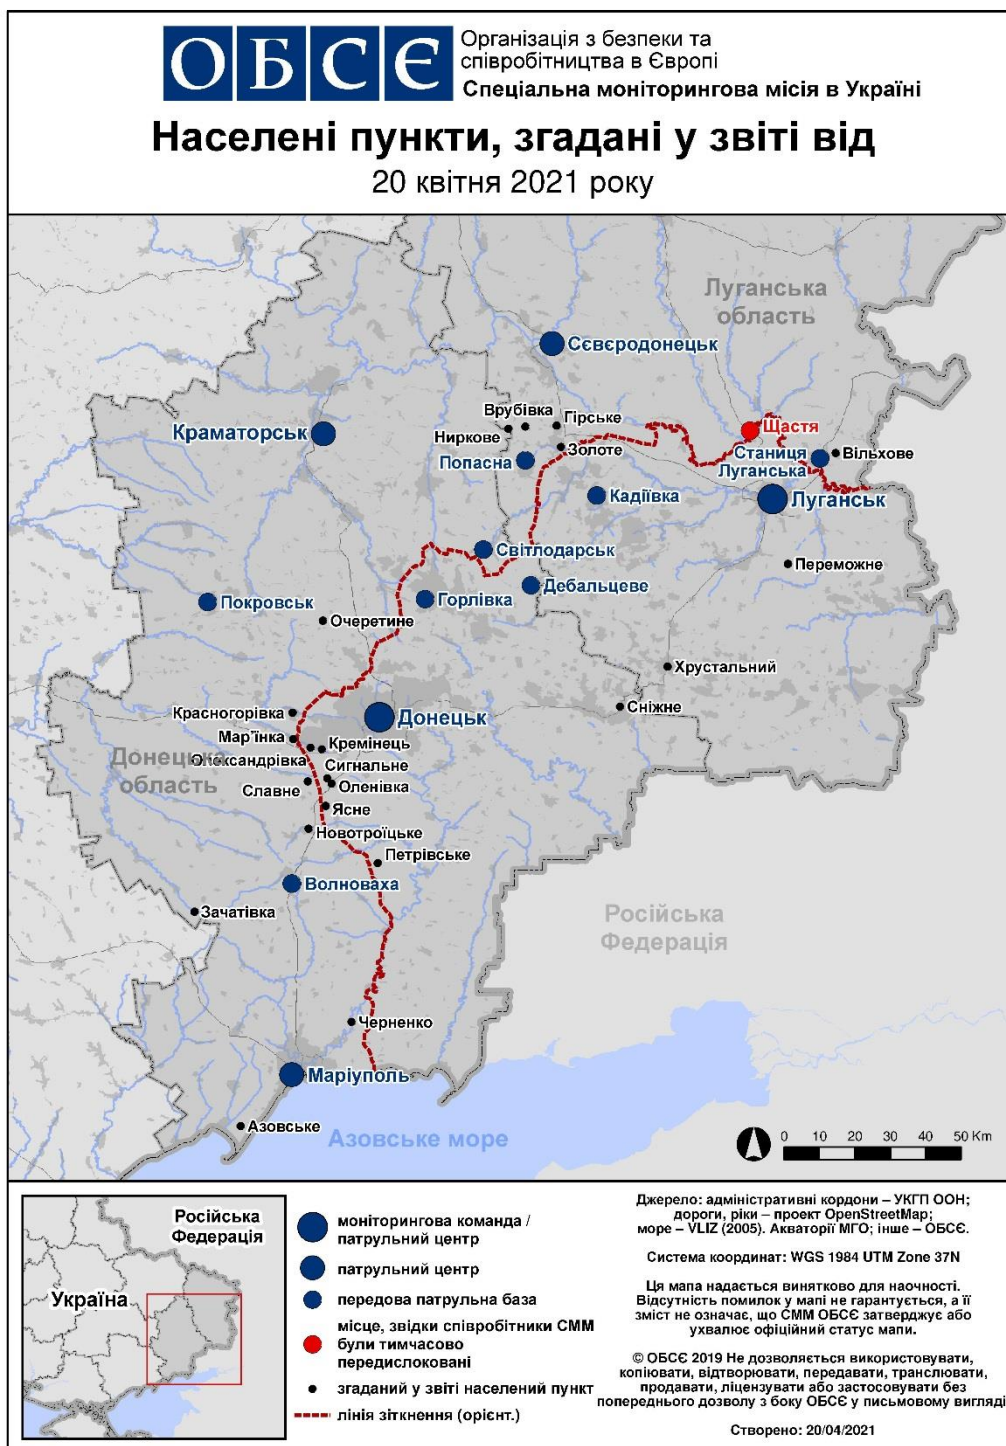 ОБСЄ
Організація з безпеки та
співробітництва в Європі
Спеціальна моніторингова місія в Україні
Населені пункти, згадані у звіті від
20 квітня 2021 року
Луганська
область
Сєвєродонецьк
Врубівка
Гірське
Щастя
Краматорськ
Ниркове
Золоте
Станиця
Луганська
Вільхове
Попасна
Кадіївка
Луганськ
Світлодарськ
Переможне
Дебальцеве
Покровськ
Горлівка
Очеретине
Хрустальний
Сніжне
Красногорівка
Донецьк
Мар'їнка
Кремінець
Донецька
область
Олександрівка
Сигнальне
Славне
Оленівка
Ясне
Новотроїцьке
Петрівське
Волноваха
Зачатівка
Російська
Федерація
Черненко
Маріуполь
Азовське
Азовське море
0 10 20 30 40 50 Km
Російська
Федерація
Україна
моніторингова команда /
патрульний центр
патрульний центр
передова патрульна база
місце, звідки співробітники СММ
були тимчасово
передислоковані
згаданий у звіті населений пункт
лінія зіткнення (орієнт.)
Джерело: адміністративні кордони – УКГП ООН;
дороги, ріки – проект OpenStreetMap;
море – VLIZ (2005). Акваторії МГО; інше – ОБСЄ.
Система координат: WGS 1984 UTM Zone 37N
Ця мапа надається винятково для наочності.
Відсутність помилок у мапі не гарантується, а її
зміст не означає, що СММ ОБСЄ затверджує або
ухвалює офіційний статус мапи.
© ОБСЄ 2019 Не дозволяється використовувати,
копіювати, відтворювати, передавати, транслювати,
продавати, ліцензувати або застосовувати без
попереднього дозволу з боку ОБСЄ у письмовому вигляді
Створено: 20/04/2021